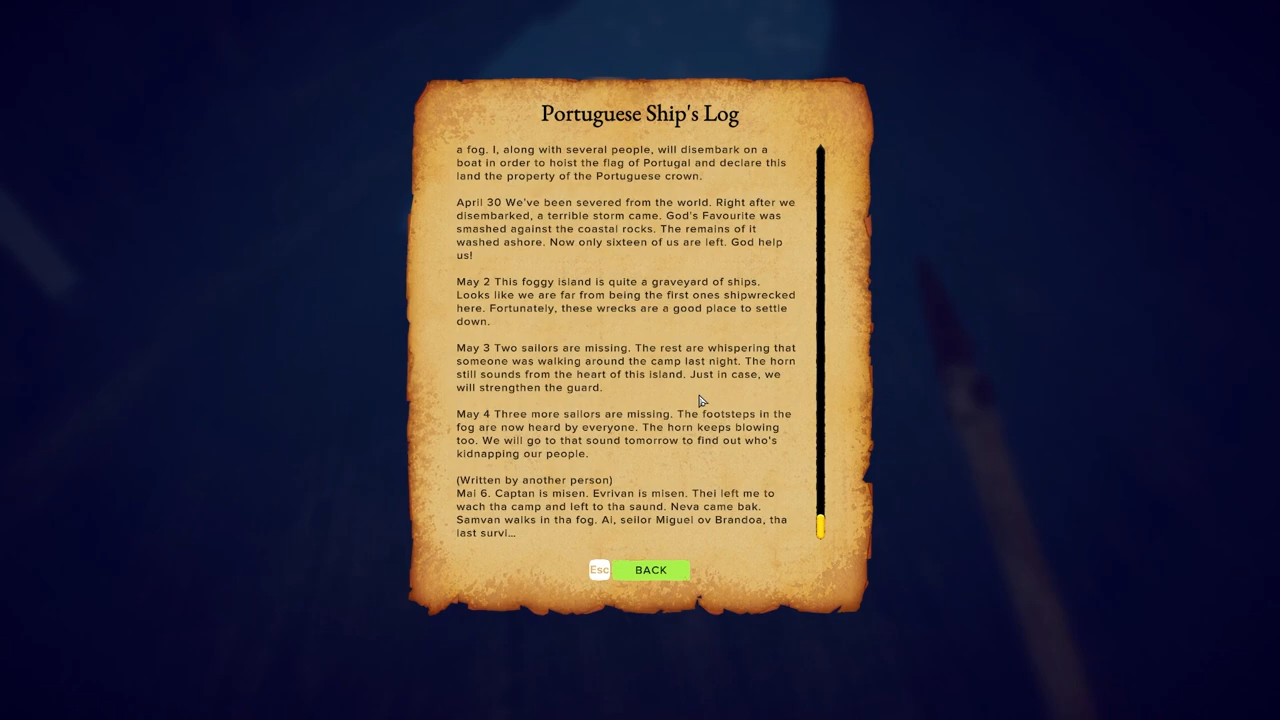 Portuguese Ship's Log
a fog. I, along with several people, will disembark on a
boat in order to hoist the flag of Portugal and declare this
land the property of the Portuguese crown.
April 30 We've been severed from the world. Right after we
disembarked, a terrible storm came. God's Favourite was
smashed against the coastal rocks. The remains of it
washed ashore. Now only sixteen of us are left. God help
us!
May 2 This foggy island is quite a graveyard of ships.
Looks like we are far from being the first ones shipwrecked
here. Fortunately, these wrecks are a good place to settle
down.
May 3 Two sailors are missing. The rest are whispering that
someone was walking around the camp last night. The horn
still sounds from the heart of this island. Just in case, we
will strengthen the guard.
May 4 Three more sailors are missing. The footsteps in the
fog are now heard by everyone. The horn keeps blowing
too. We will go to that sound tomorrow to find out who's
kidnapping our people.
(Written by another person)
Mai 6. Captan is misen. Evrivan is misen. Thei left me to
wach tha camp and left to tha saund. Neva came bak.
Samvan walks in tha fog. Ai, seilor Miguel ov Brandoa, tha
last survi...
Esc BACK